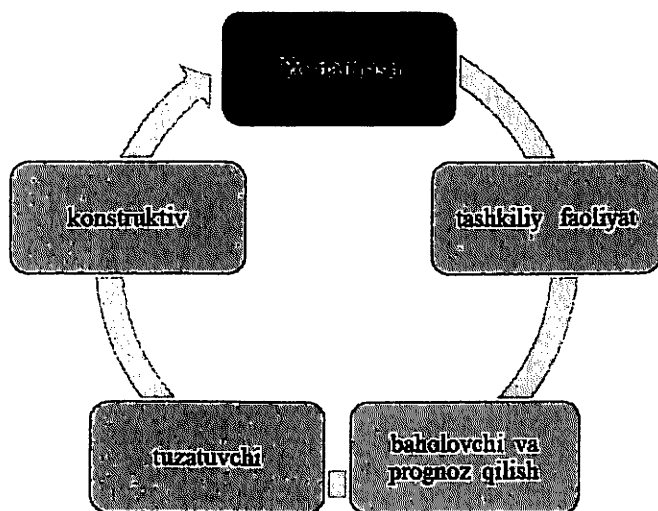 tashkiliy faoliyat
baholovchi va
prognoz qilish
tuzatuvchi
konstruktiv